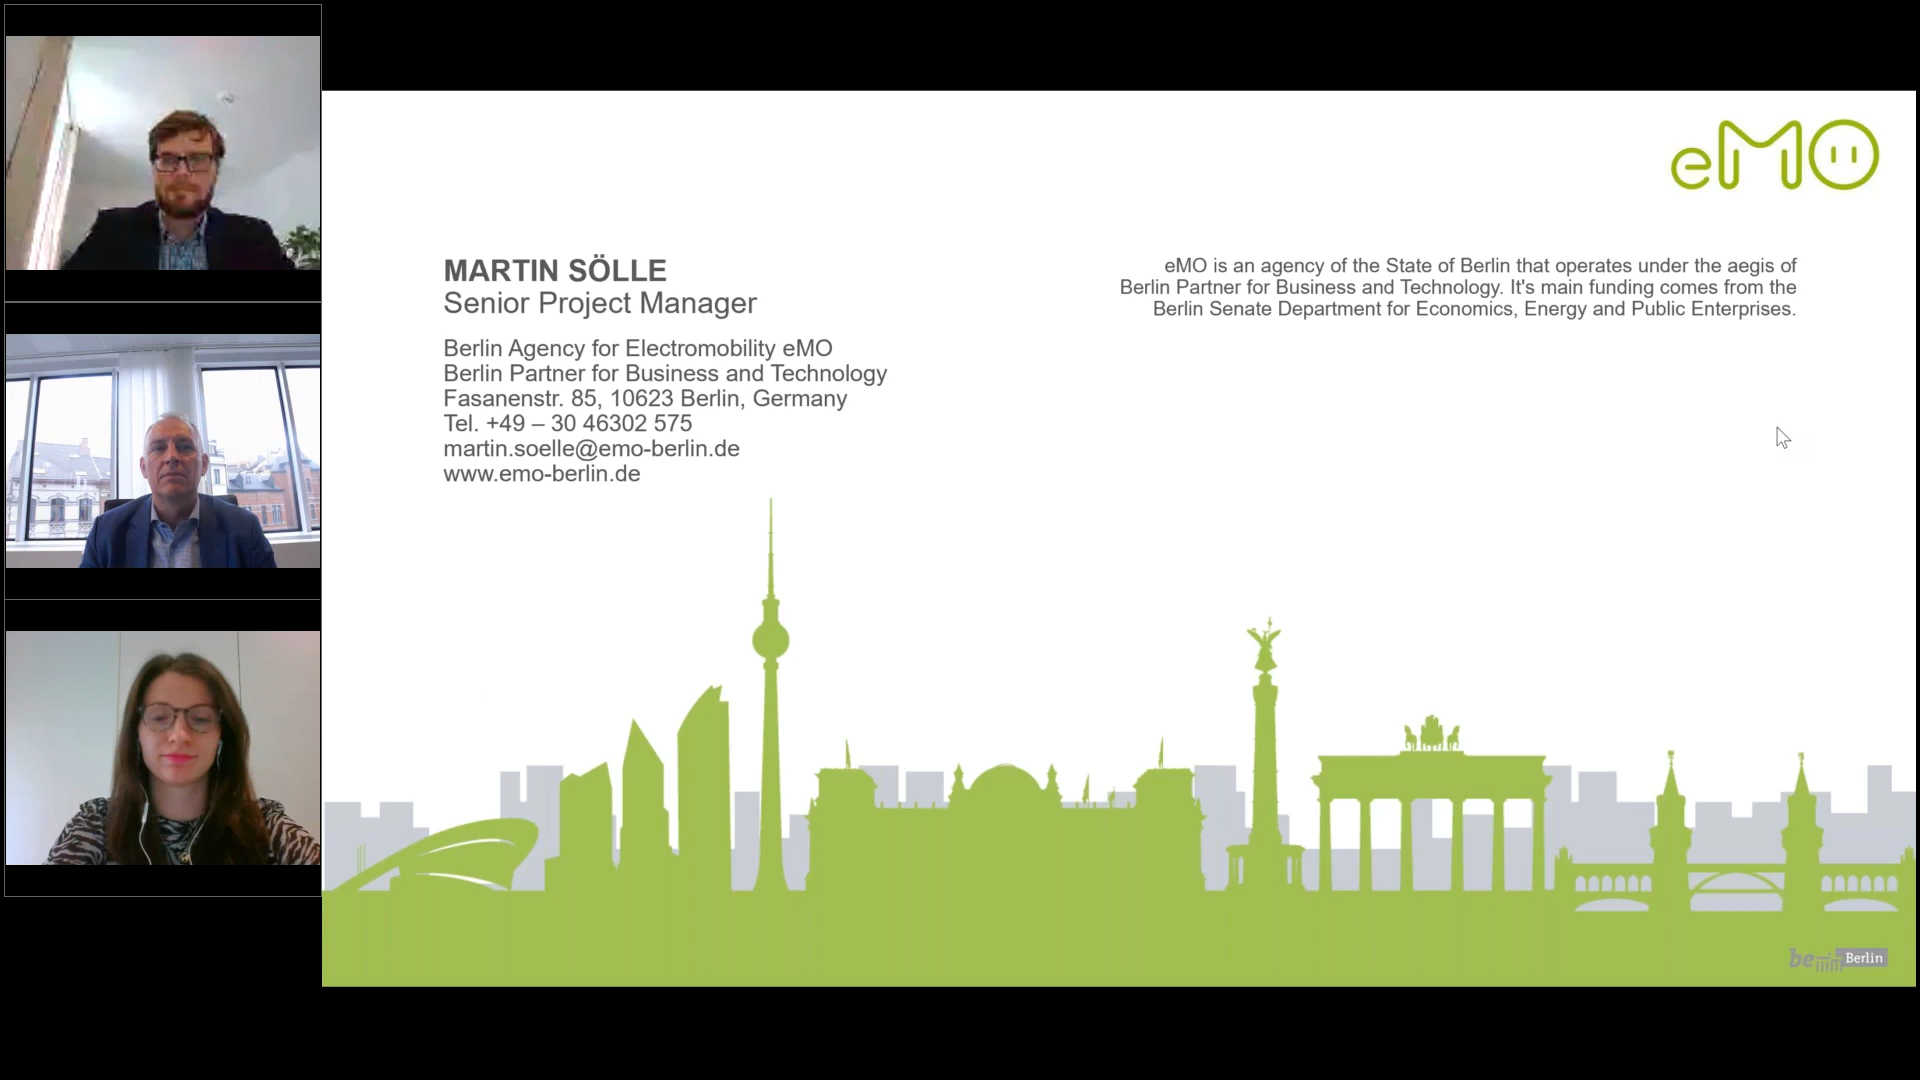 eMO
MARTIN SÖLLE
Senior Project Manager
Berlin Agency for Electromobility eMO
Berlin Partner for Business and Technology
Fasanenstr. 85, 10623 Berlin, Germany
Tel. +49 – 30 46302 575
martin.soelle@emo-berlin.de
www.emo-berlin.de
eMO is an agency of the State of Berlin that operates under the aegis of
Berlin Partner for Business and Technology. It's main funding comes from the
Berlin Senate Department for Economics, Energy and Public Enterprises.
be Berlin